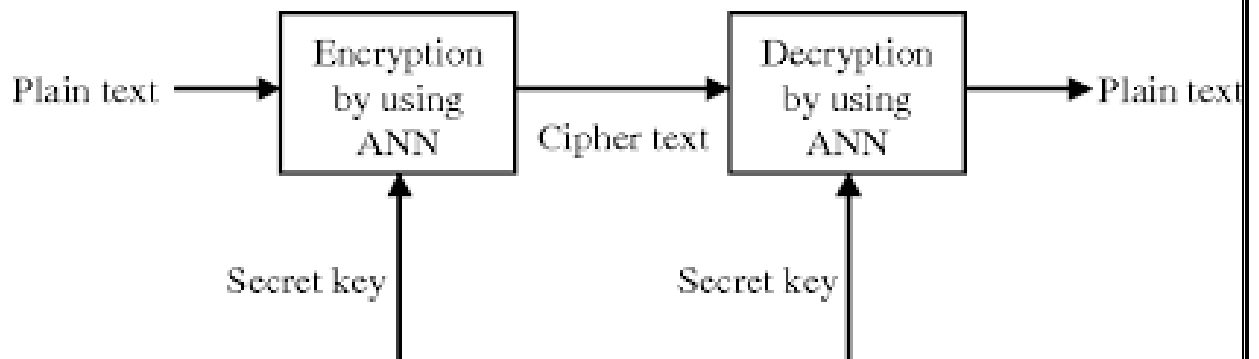 Plain text
Encryption
by using
ANN
Cipher text
Decryption
by using
ANN
Plain text
Secret key
Secret key